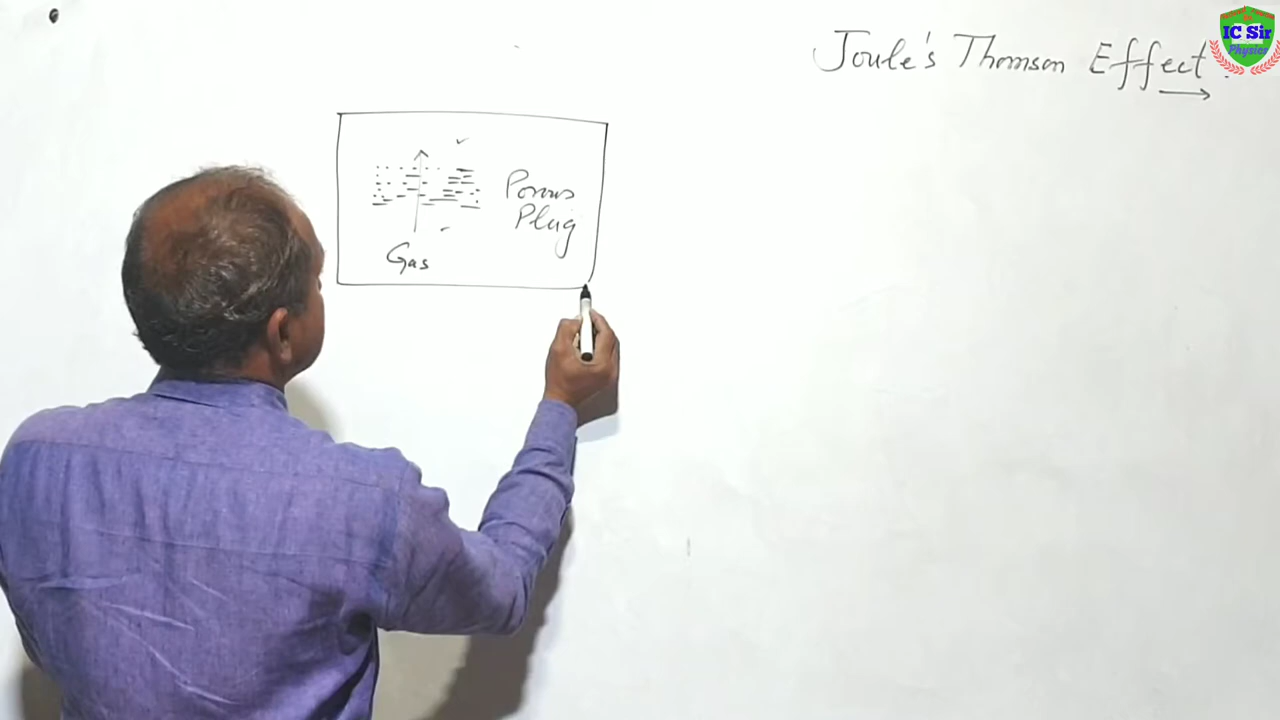 Joule's Thomson Effect
IC Sir
Physics
Porous
Plug
Gas